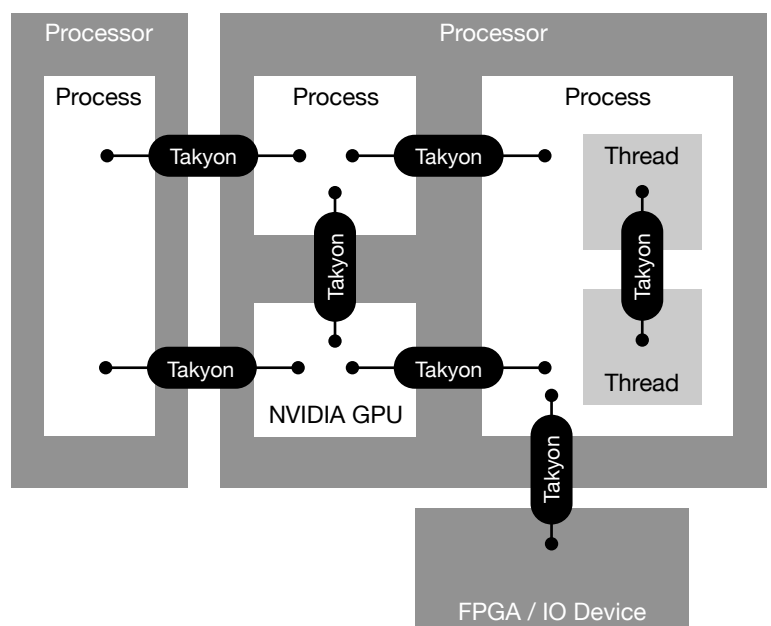 Processor
Processor
Process
Process
Process
Takyon
Takyon
Thread
Takyon
Takyon
Takyon
Takyon
Thread
NVIDIA GPU
Takyon
FPGA / IO Device